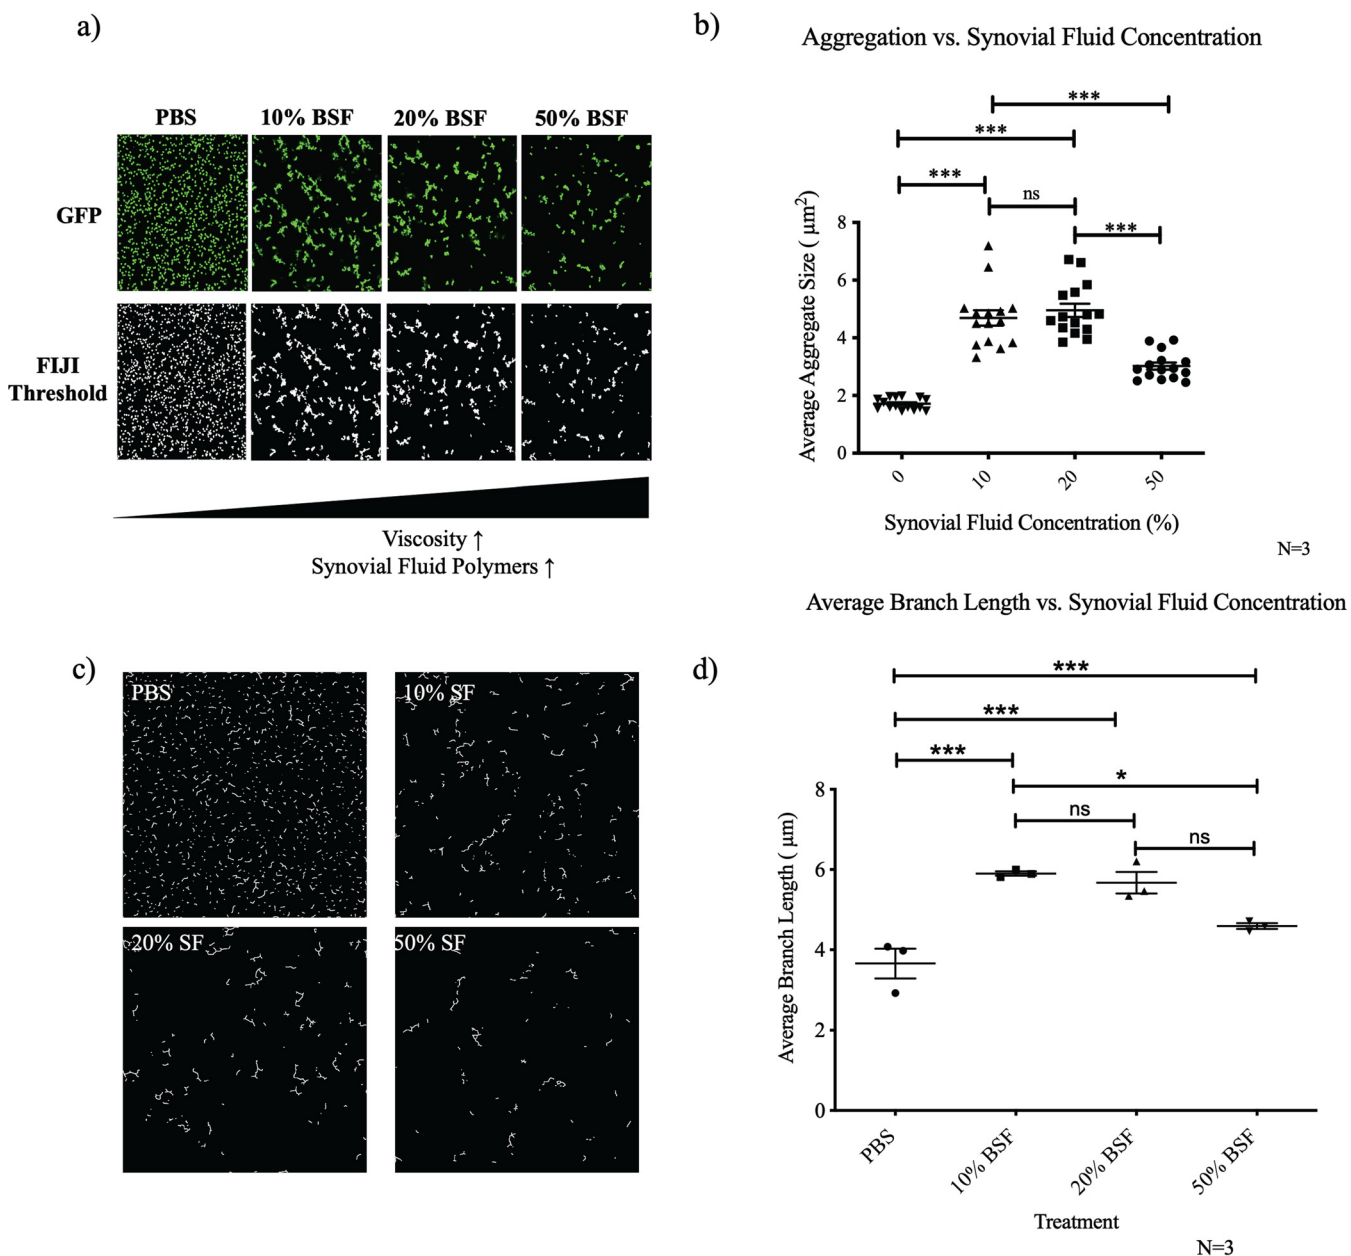 a)
PBS 10% BSF 20% BSF 50% BSF
GFP
FIJI
Threshold
Viscosity ↑
Synovial Fluid Polymers ↑
b)
Aggregation vs. Synovial Fluid Concentration
***
***
***
ns
***
Average Aggregate Size ( μm²)
8
6
4
2
0
0 10 20 50
Synovial Fluid Concentration (%)
N=3
c)
PBS
10% SF
20% SF
50% SF
Average Branch Length vs. Synovial Fluid Concentration
d)
***
***
***
*
ns
ns
Average Branch Length ( μm)
8
6
4
2
0
PBS 10% BSF 20% BSF 50% BSF
Treatment
N=3